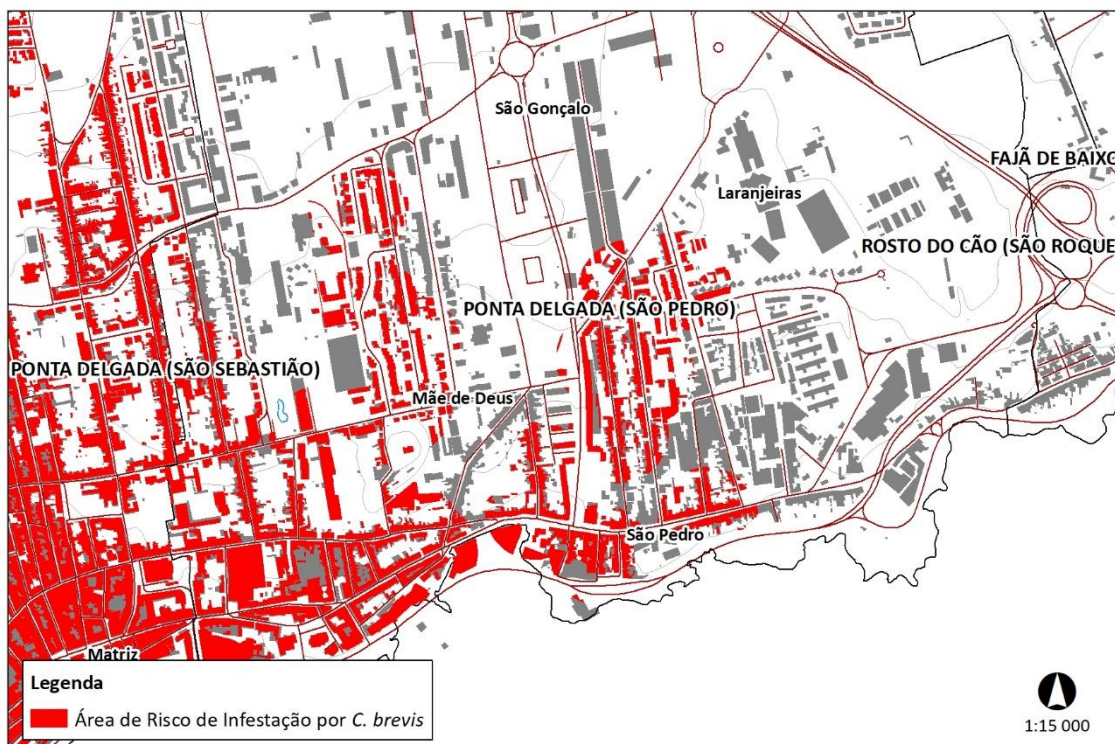 São Gonçalo
Laranjeiras
FAJÃ DE BAIXO
ROSTO DO CÃO (SÃO ROQUE
PONTA DELGADA (SÃO PEDRO)
PONTA DELGADA (SÃO SEBASTIÃO)
Mãe de Deus
São Pedro
Matriz
Legenda
Área de Risco de Infestação por C. brevis
1:15 000